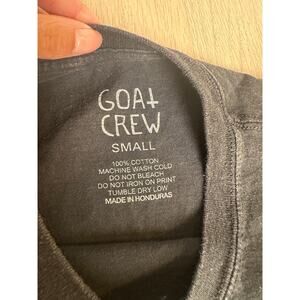 GOAT
CREW
SMALL
100% COTTON
MACHINE WASH COLD
DO NOT BLEACH
DO NOT IRON ON PRINT
TUMBLE DRY LOW
MADE IN HONDURAS